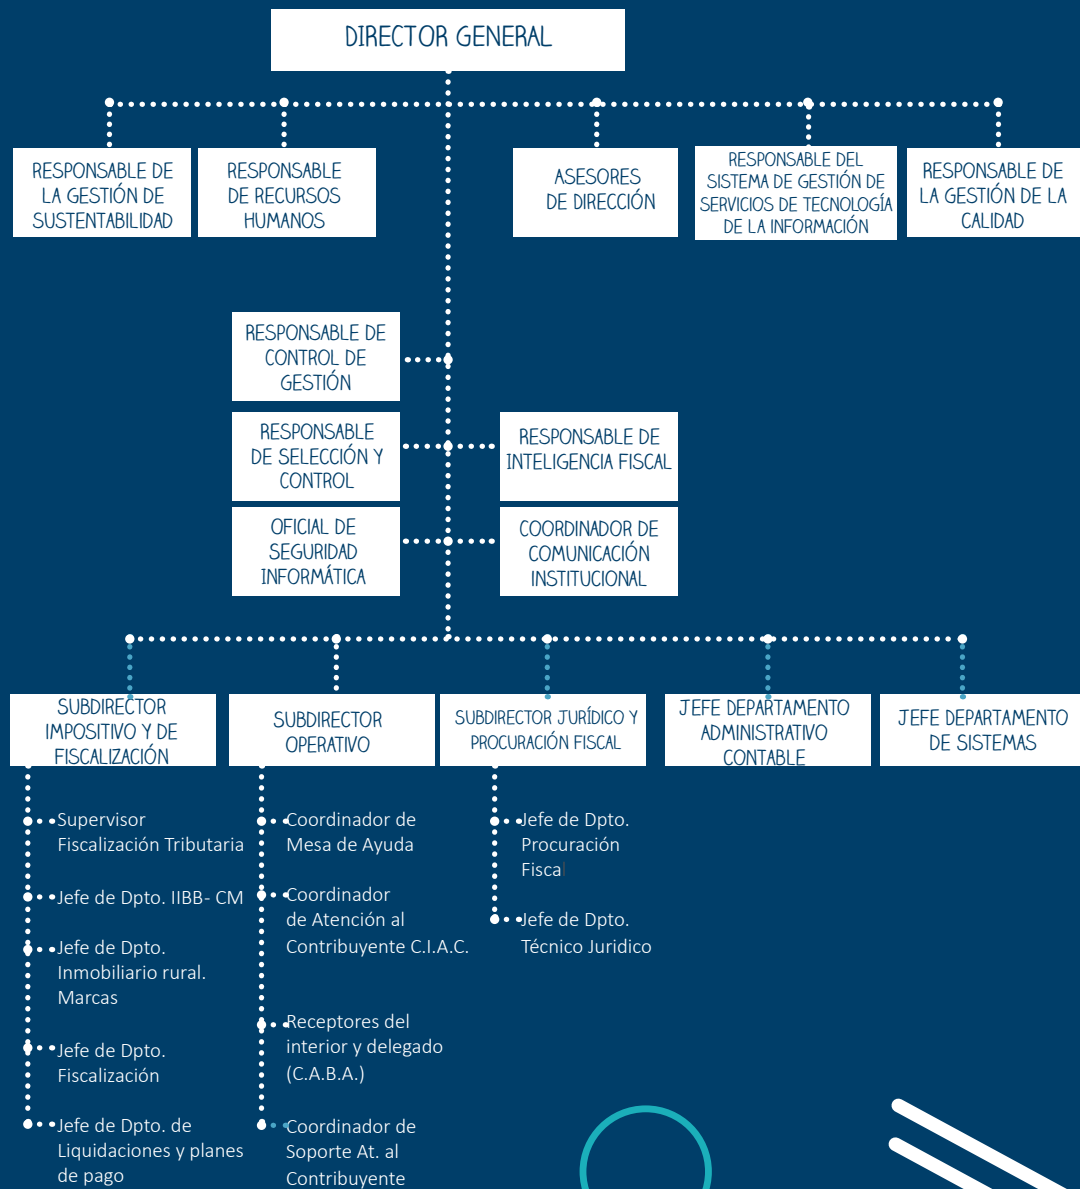 DIRECTOR GENERAL
RESPONSABLE DE
LA GESTIÓN DE
SUSTENTABILIDAD
RESPONSABLE
DE RECURSOS
HUMANOS
ASESORES
DE DIRECCIÓN
RESPONSABLE DEL
SISTEMA DE GESTIÓN DE
SERVICIOS DE TECNOLOGÍA
DE LA INFORMACIÓN
RESPONSABLE DE
LA GESTIÓN DE LA
CALIDAD
RESPONSABLE DE
CONTROL DE
GESTIÓN
RESPONSABLE
DE SELECCIÓN Y
CONTROL
RESPONSABLE DE
INTELIGENCIA FISCAL
OFICIAL DE
SEGURIDAD
INFORMÁTICA
COORDINADOR DE
COMUNICACIÓN
INSTITUCIONAL
SUBDIRECTOR
IMPOSITIVO Y DE
FISCALIZACIÓN
SUBDIRECTOR
OPERATIVO
SUBDIRECTOR JURÍDICO Y
PROCURACIÓN FISCAL
JEFE DEPARTAMENTO
ADMINISTRATIVO
CONTABLE
JEFE DEPARTAMENTO
DE SISTEMAS
Supervisor
Fiscalización Tributaria
Jefe de Dpto. IIBB- CM
Jefe de Dpto.
Inmobiliario rural.
Marcas
Jefe de Dpto.
Fiscalización
Jefe de Dpto. de
Liquidaciones y planes
de pago
Coordinador de
Mesa de Ayuda
Coordinador
de Atención al
Contribuyente C.I.A.C.
Receptores del
interior y delegado
(C.A.B.A.)
Coordinador de
Soporte At. al
Contribuyente
Jefe de Dpto.
Procuración
Fiscal
Jefe de Dpto.
Técnico Juridico